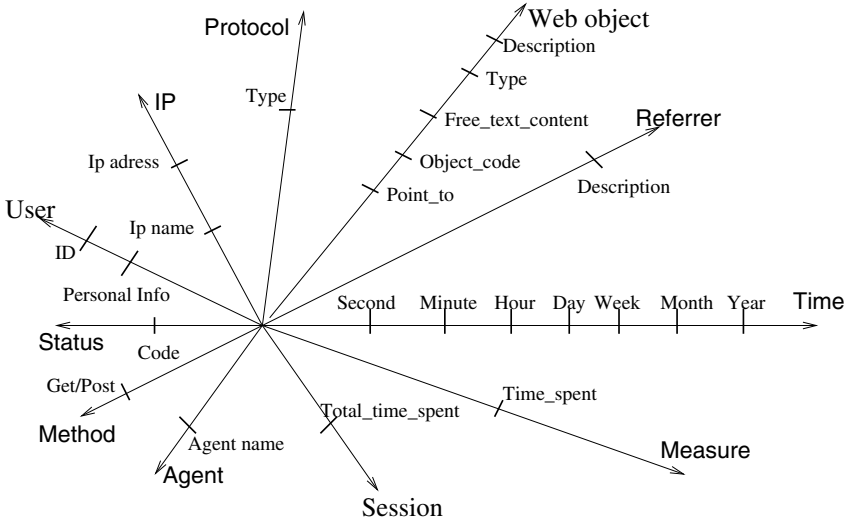 Web object
Protocol
Description
Type
Type
IP
Free_text_content
Referrer
Ip adress
Object_code
Description
Point_to
User
Ip name
ID
Personal Info
Second Minute Hour Day Week Month Year Time
Status
Code
Get/Post
Time_spent
Total_time_spent
Method
Agent name
Measure
Agent
Session